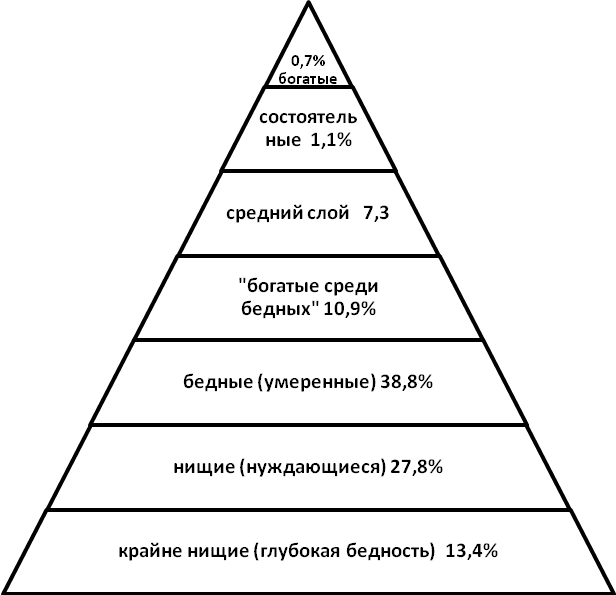 0,7%
богатые
состоятель
ные 1,1%
средний слой 7,3
"богатые среди
бедных" 10,9%
бедные (умеренные) 38,8%
нищие (нуждающиеся) 27,8%
крайне нищие (глубокая бедность) 13,4%